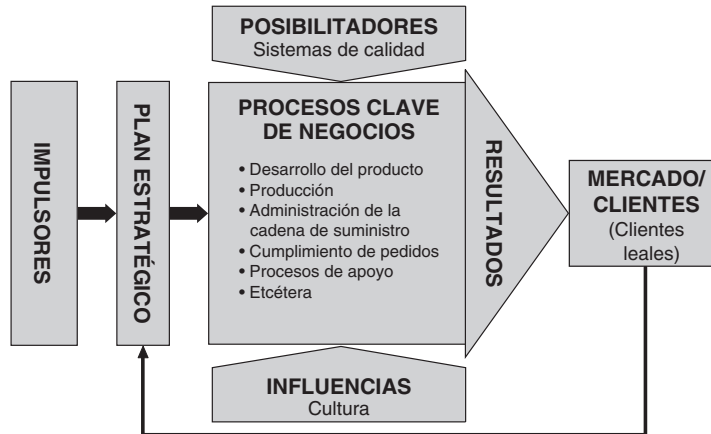 POSIBILITADORES
Sistemas de calidad
IMPULSORES
PLAN ESTRATÉGICO
PROCESOS CLAVE
DE NEGOCIOS
• Desarrollo del producto
• Producción
• Administración de la
cadena de suministro
• Cumplimiento de pedidos
• Procesos de apoyo
• Etcétera
RESULTADOS
MERCADO/
CLIENTES
(Clientes
leales)
INFLUENCIAS
Cultura